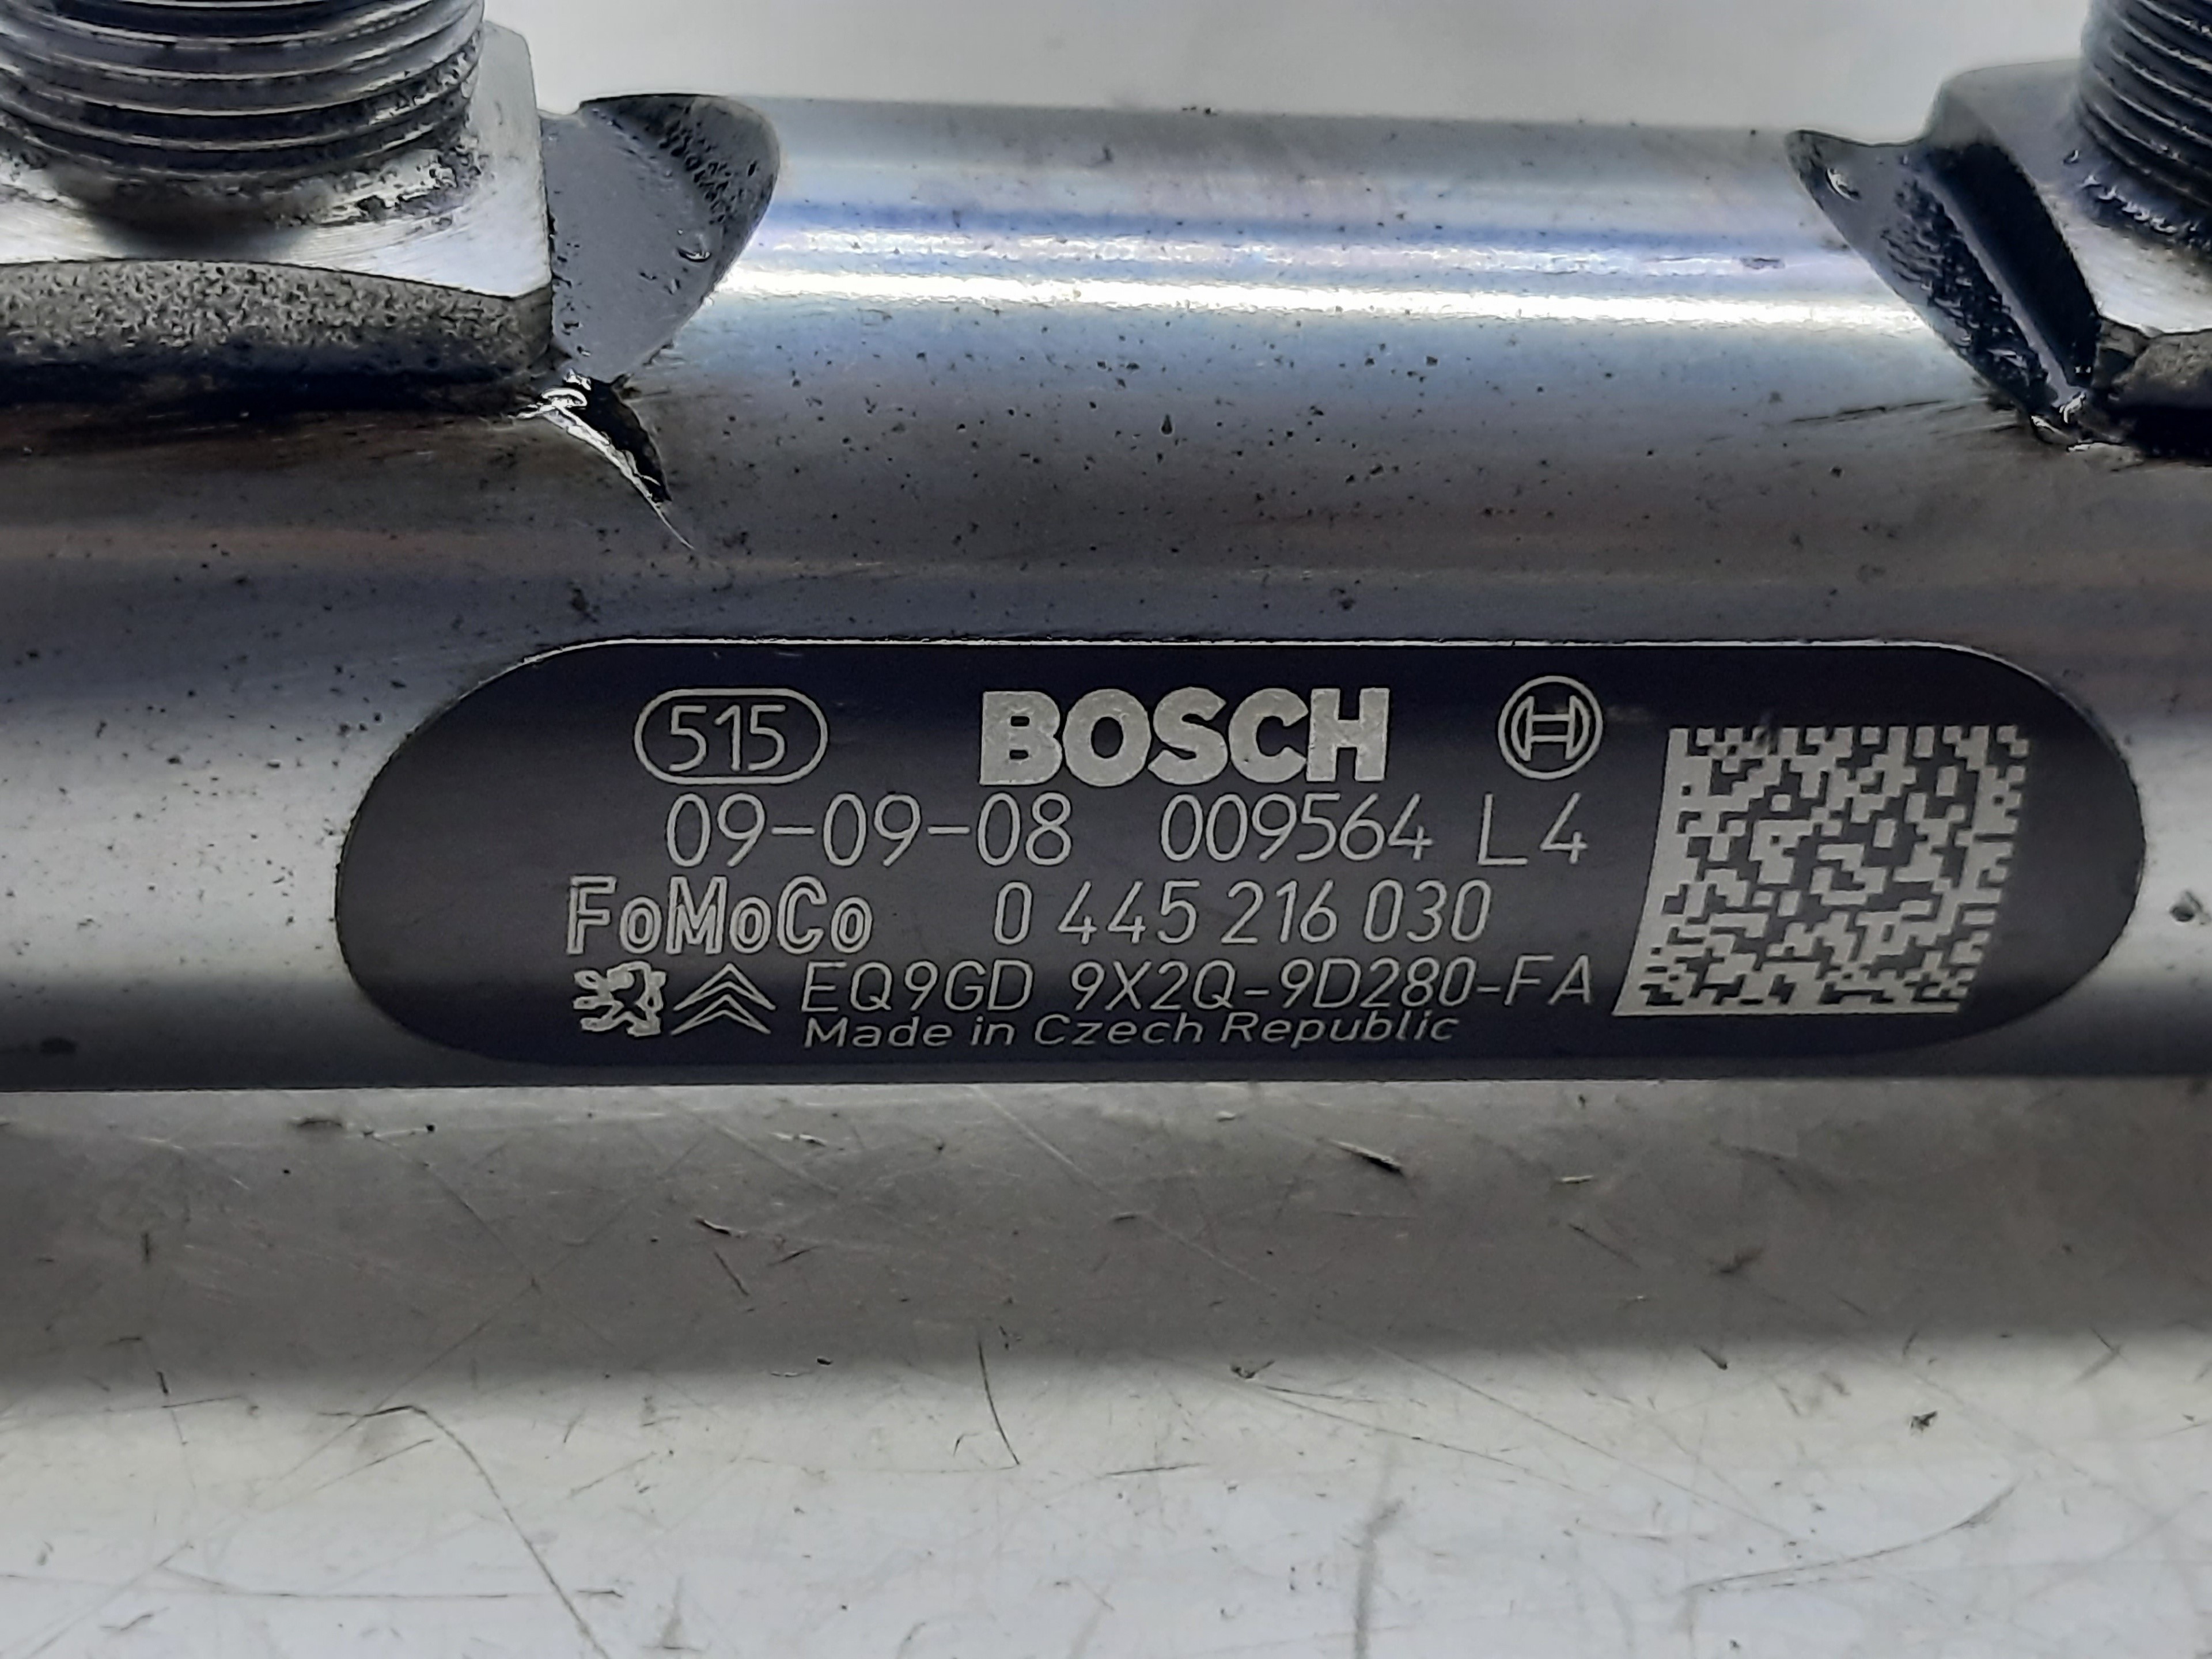 515 BOSCH
09-09-08 009564 L4
FoMoCo 0 445 216 030
EQ9GD 9X2Q-9D280-FA
Made in Czech Republic